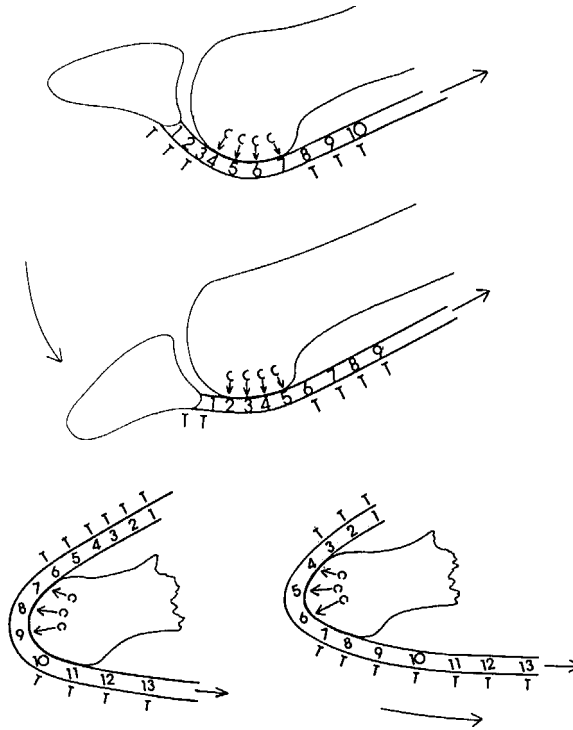 C C C C
1 2 3 4 5 6 7 8 9 10
T T T T T T
C C C C
1 2 3 4 5 6 7 8 9
T T T T T T
T T T T T T
1 2 3 4 5 6 7 8 9 10 11 12 13
C C C
T T T T
T T T
1 2 3 4 5 6 7 8 9 10 11 12 13
C C C
T T T T T T T